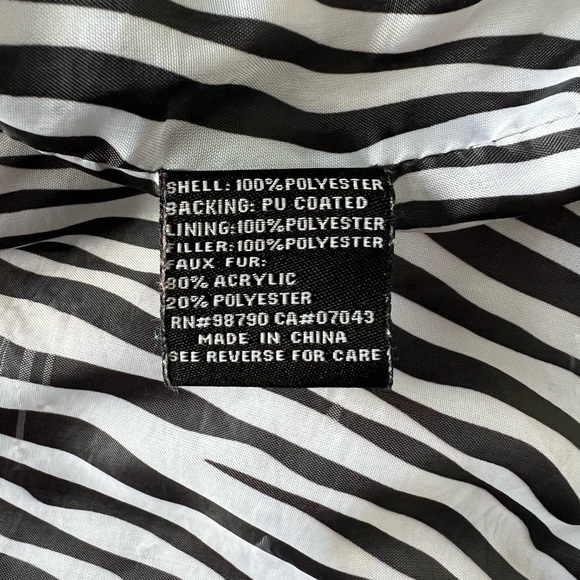 SHELL: 100% POLYESTER
BACKING: PU COATED
LINING: 100% POLYESTER
FILLER: 100% POLYESTER
FAUX FUR:
80% ACRYLIC
20% POLYESTER
RN#98790 CA#07043
MADE IN CHINA
SEE REVERSE FOR CARE